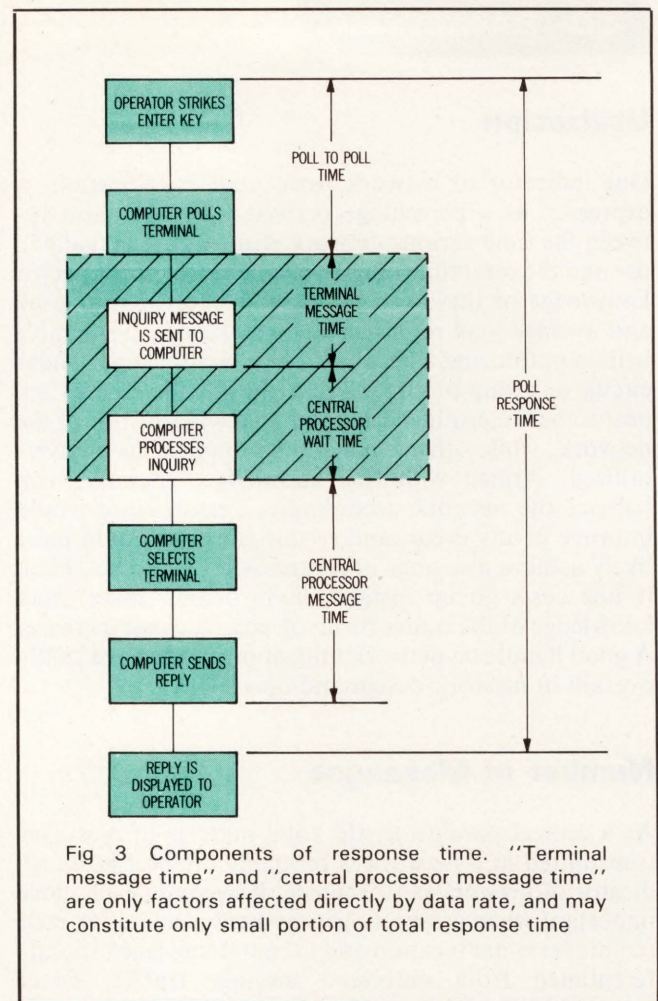 OPERATOR STRIKES
ENTER KEY
POLL TO POLL
TIME
COMPUTER POLLS
TERMINAL
TERMINAL
MESSAGE
TIME
INQUIRY MESSAGE
IS SENT TO
COMPUTER
CENTRAL
PROCESSOR
WAIT TIME
POLL
RESPONSE
TIME
COMPUTER
PROCESSES
INQUIRY
COMPUTER
SELECTS
TERMINAL
CENTRAL
PROCESSOR
MESSAGE
TIME
COMPUTER SENDS
REPLY
REPLY IS
DISPLAYED TO
OPERATOR
Fig 3 Components of response time. "Terminal
message time" and "central processor message time"
are only factors affected directly by data rate, and may
constitute only small portion of total response time